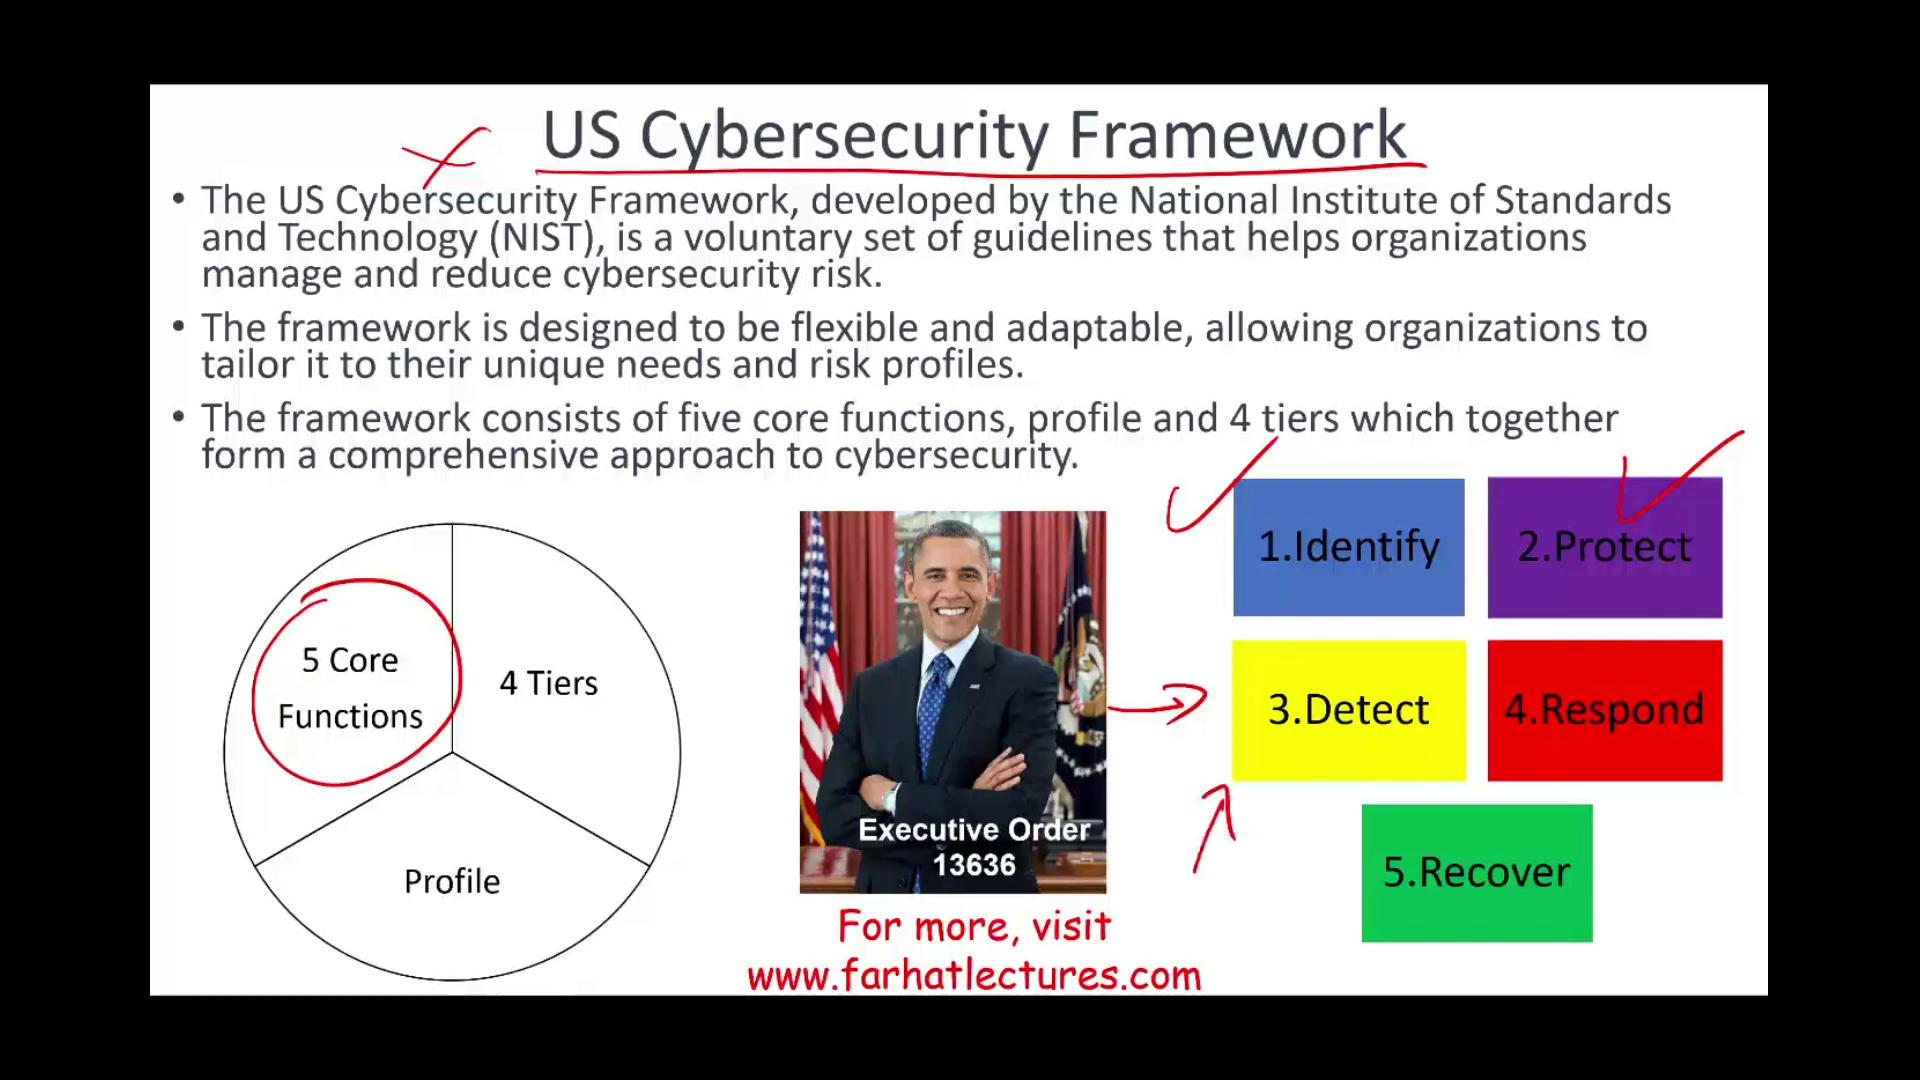 US Cybersecurity Framework
• The US Cybersecurity Framework, developed by the National Institute of Standards
and Technology (NIST), is a voluntary set of guidelines that helps organizations
manage and reduce cybersecurity risk.
• The framework is designed to be flexible and adaptable, allowing organizations to
tailor it to their unique needs and risk profiles.
• The framework consists of five core functions, profile and 4 tiers which together
form a comprehensive approach to cybersecurity.
5 Core
Functions
4 Tiers
Profile
Executive Order
13636
For more, visit
www.farhatlectures.com
1.Identify
2.Protect
3.Detect
4.Respond
5.Recover